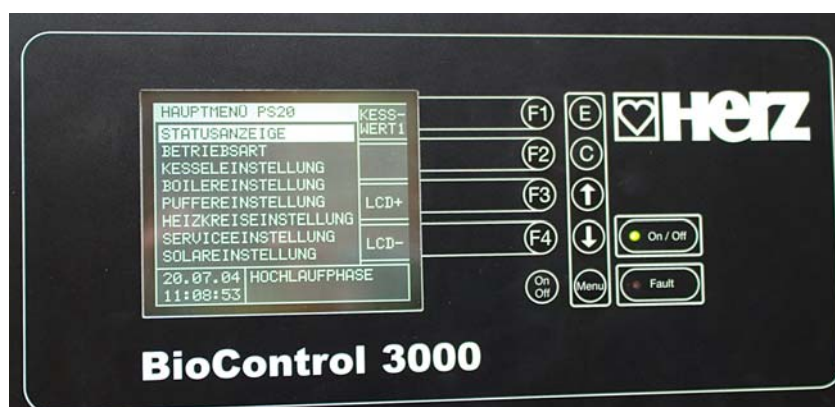 HAUPTMENÜ PS20
KESS-
WERT1
STATUSANZEIGE
BETRIEBSART
KESSELEINSTELLUNG
BOILEREINSTELLUNG
PUFFEREINSTELLUNG
HEIZKREISEINSTELLUNG
SERVICEEINSTELLUNG
SOLAREINSTELLUNG
LCD+
LCD-
20.07.04 HOCHLAUFPHASE
11:08:53
F1
F2
F3
F4
On
Off
E
C
Menu
HERZ
On / Off
Fault
BioControl 3000